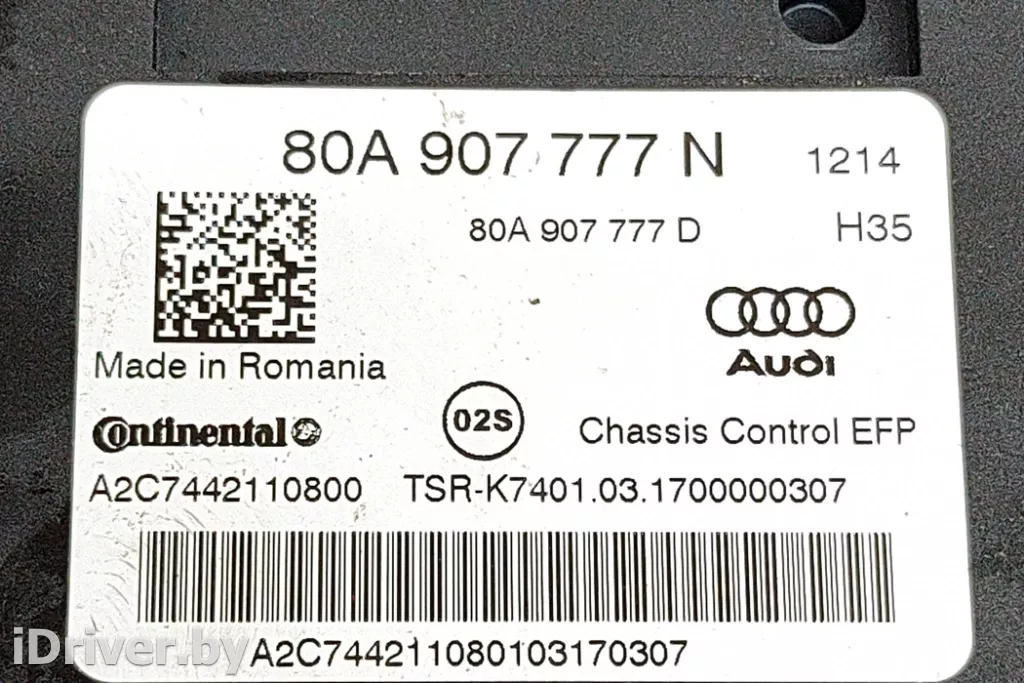 80A 907 777 N 1214
80A 907 777 D H35
Audi
Made in Romania
Continental 02S Chassis Control EFP
A2C7442110800 TSR-K7401.03.1700000307
A2C744211080103170307
iDriver.by